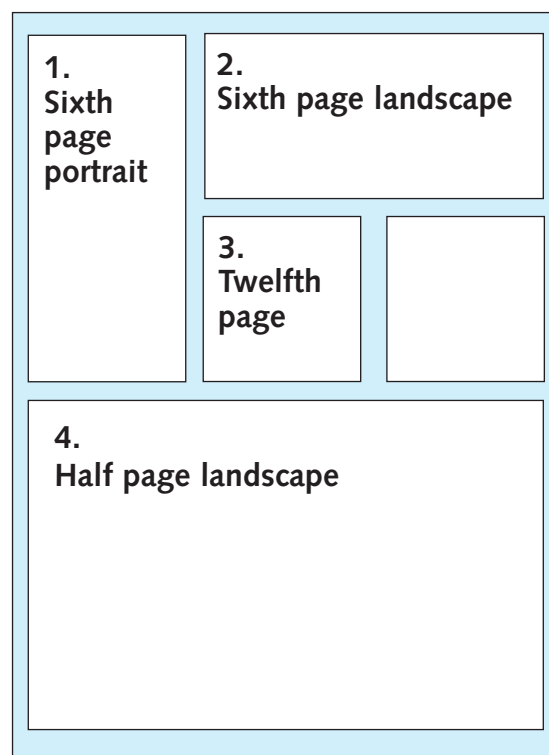 1.
Sixth
page
portrait
2.
Sixth page landscape
3.
Twelfth
page
4.
Half page landscape